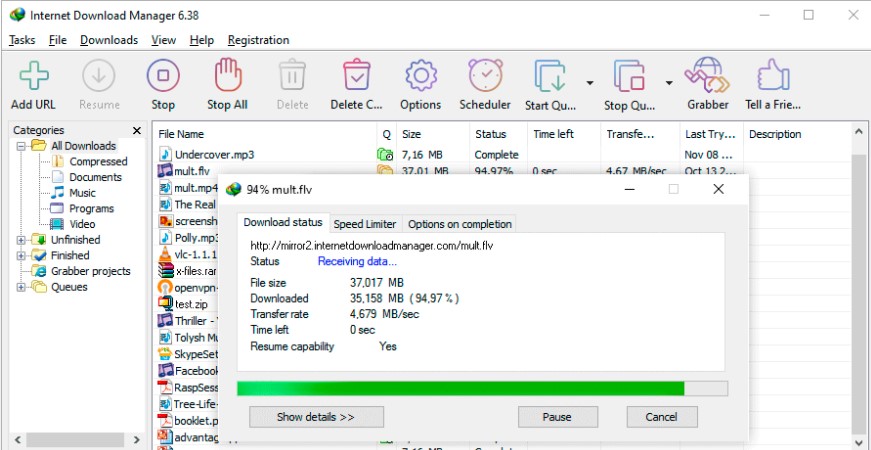 Internet Download Manager 6.38
Tasks File Downloads View Help Registration
Add URL Resume Stop Stop All Delete Delete C... Options Scheduler Start Qu... Stop Qu... Grabber Tell a Frie...
Categories
All Downloads
Compressed
Documents
Music
Programs
Video
Unfinished
Finished
Grabber projects
Queues
File Name Q Size Status Time left Transfe... Last Try... Description
Undercover.mp3 7,16 MB Complete Nov 08 ...
mult.flv 37,01 MB 94,97% 0 sec 4,67 MB/sec Oct 13 2...
mult.mp4
The Real
screensh
Polly.mp3
vlc-1.1.1
x-files.rar
openvpn-
test.zip
Thriller -
Tolysh Mu
SkypeSet
Facebook
RaspSess
Tree-Life-
booklet.p
advantag
94% mult.flv
Download status Speed Limiter Options on completion
http://mirror2.internetdownloadmanager.com/mult.flv
Status Receiving data...
File size 37,017 MB
Downloaded 35,158 MB ( 94,97 % )
Transfer rate 4,679 MB/sec
Time left 0 sec
Resume capability Yes
Show details >> Pause Cancel